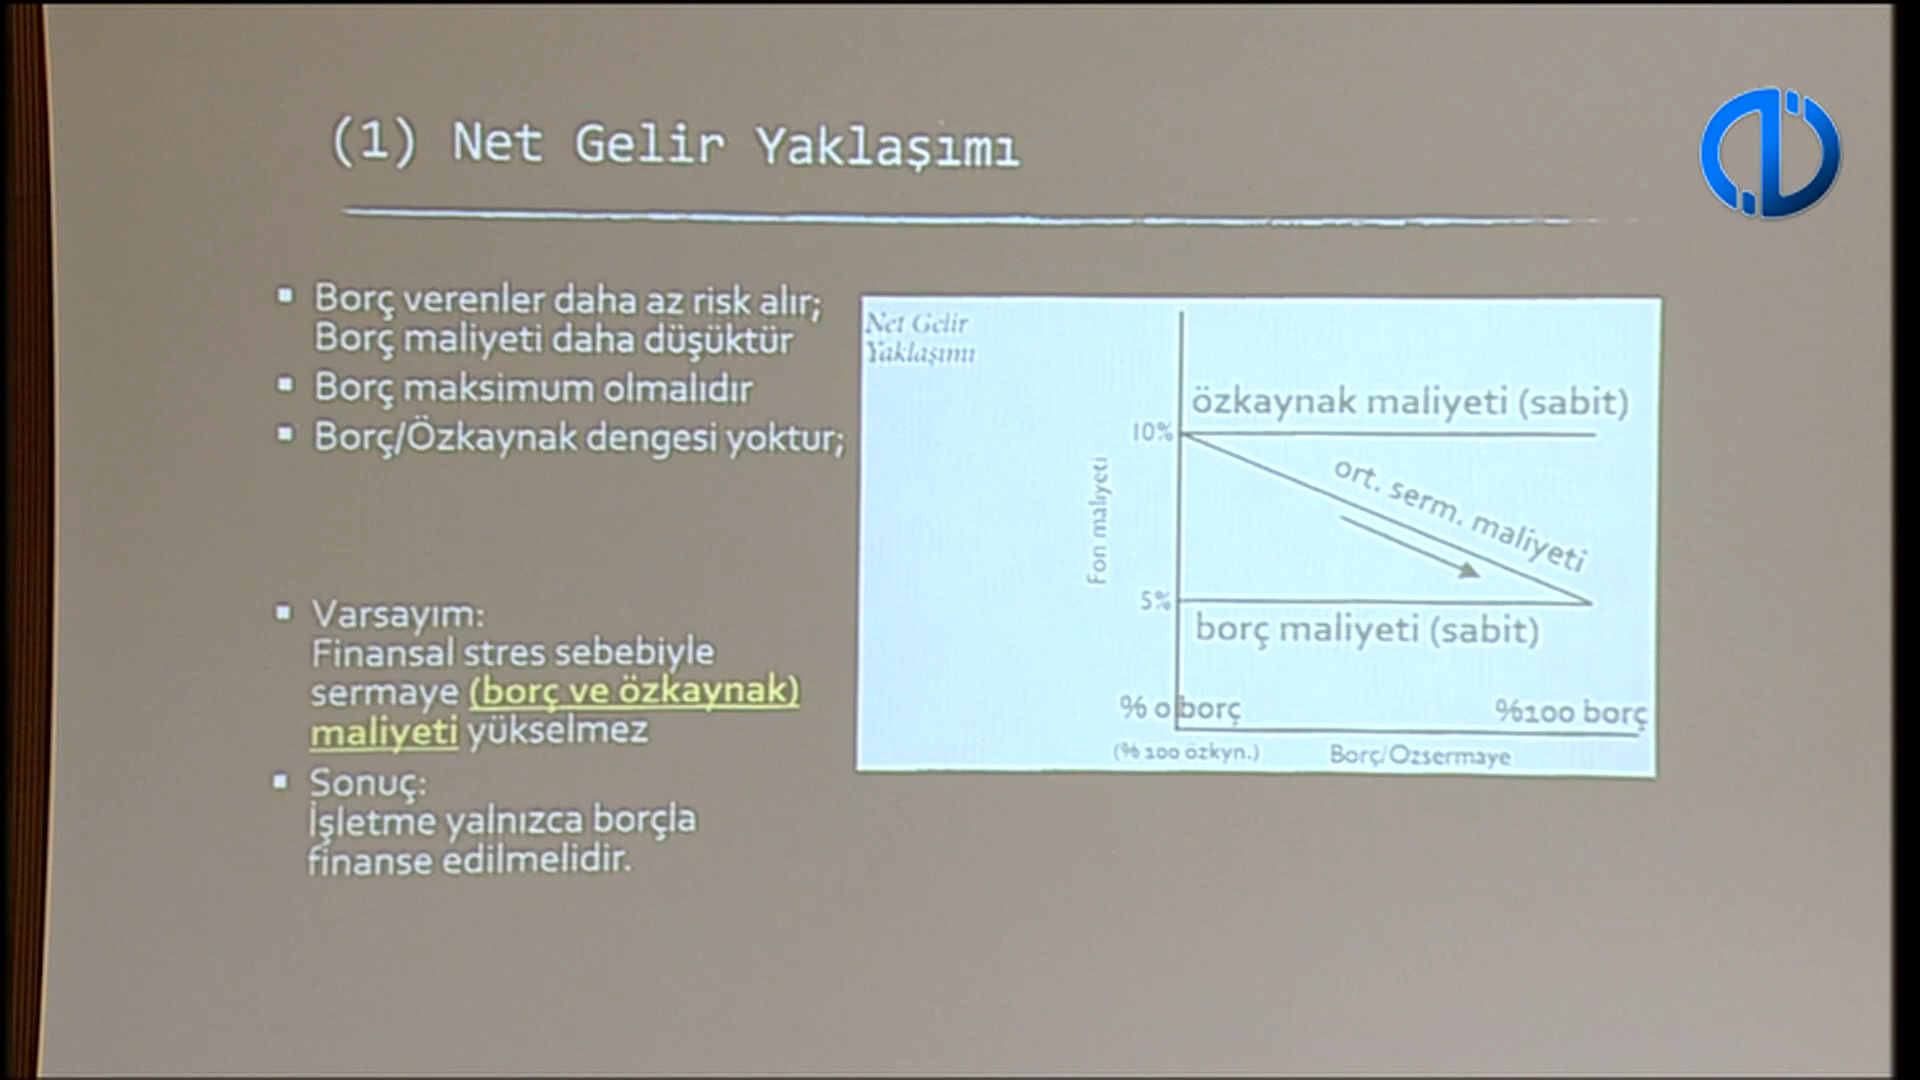 (1) Net Gelir Yaklaşımı
Borç verenler daha az risk alır;
Borç maliyeti daha düşüktür
Borç maksimum olmalıdır
Borç/Özkaynak dengesi yoktur;
Varsayım:
Finansal stres sebebiyle
sermaye (borç ve özkaynak)
maliyeti yükselmez
Sonuç:
İşletme yalnızca borçla
finanse edilmelidir.
Net Gelir
Yaklaşımı
özkaynak maliyeti (sabit)
10%
ort. serm. maliyeti
Fon maliyeti
5%
borç maliyeti (sabit)
% 0 borç
%100 borç
(% 100 özkyn.)
Borç/Özsermaye